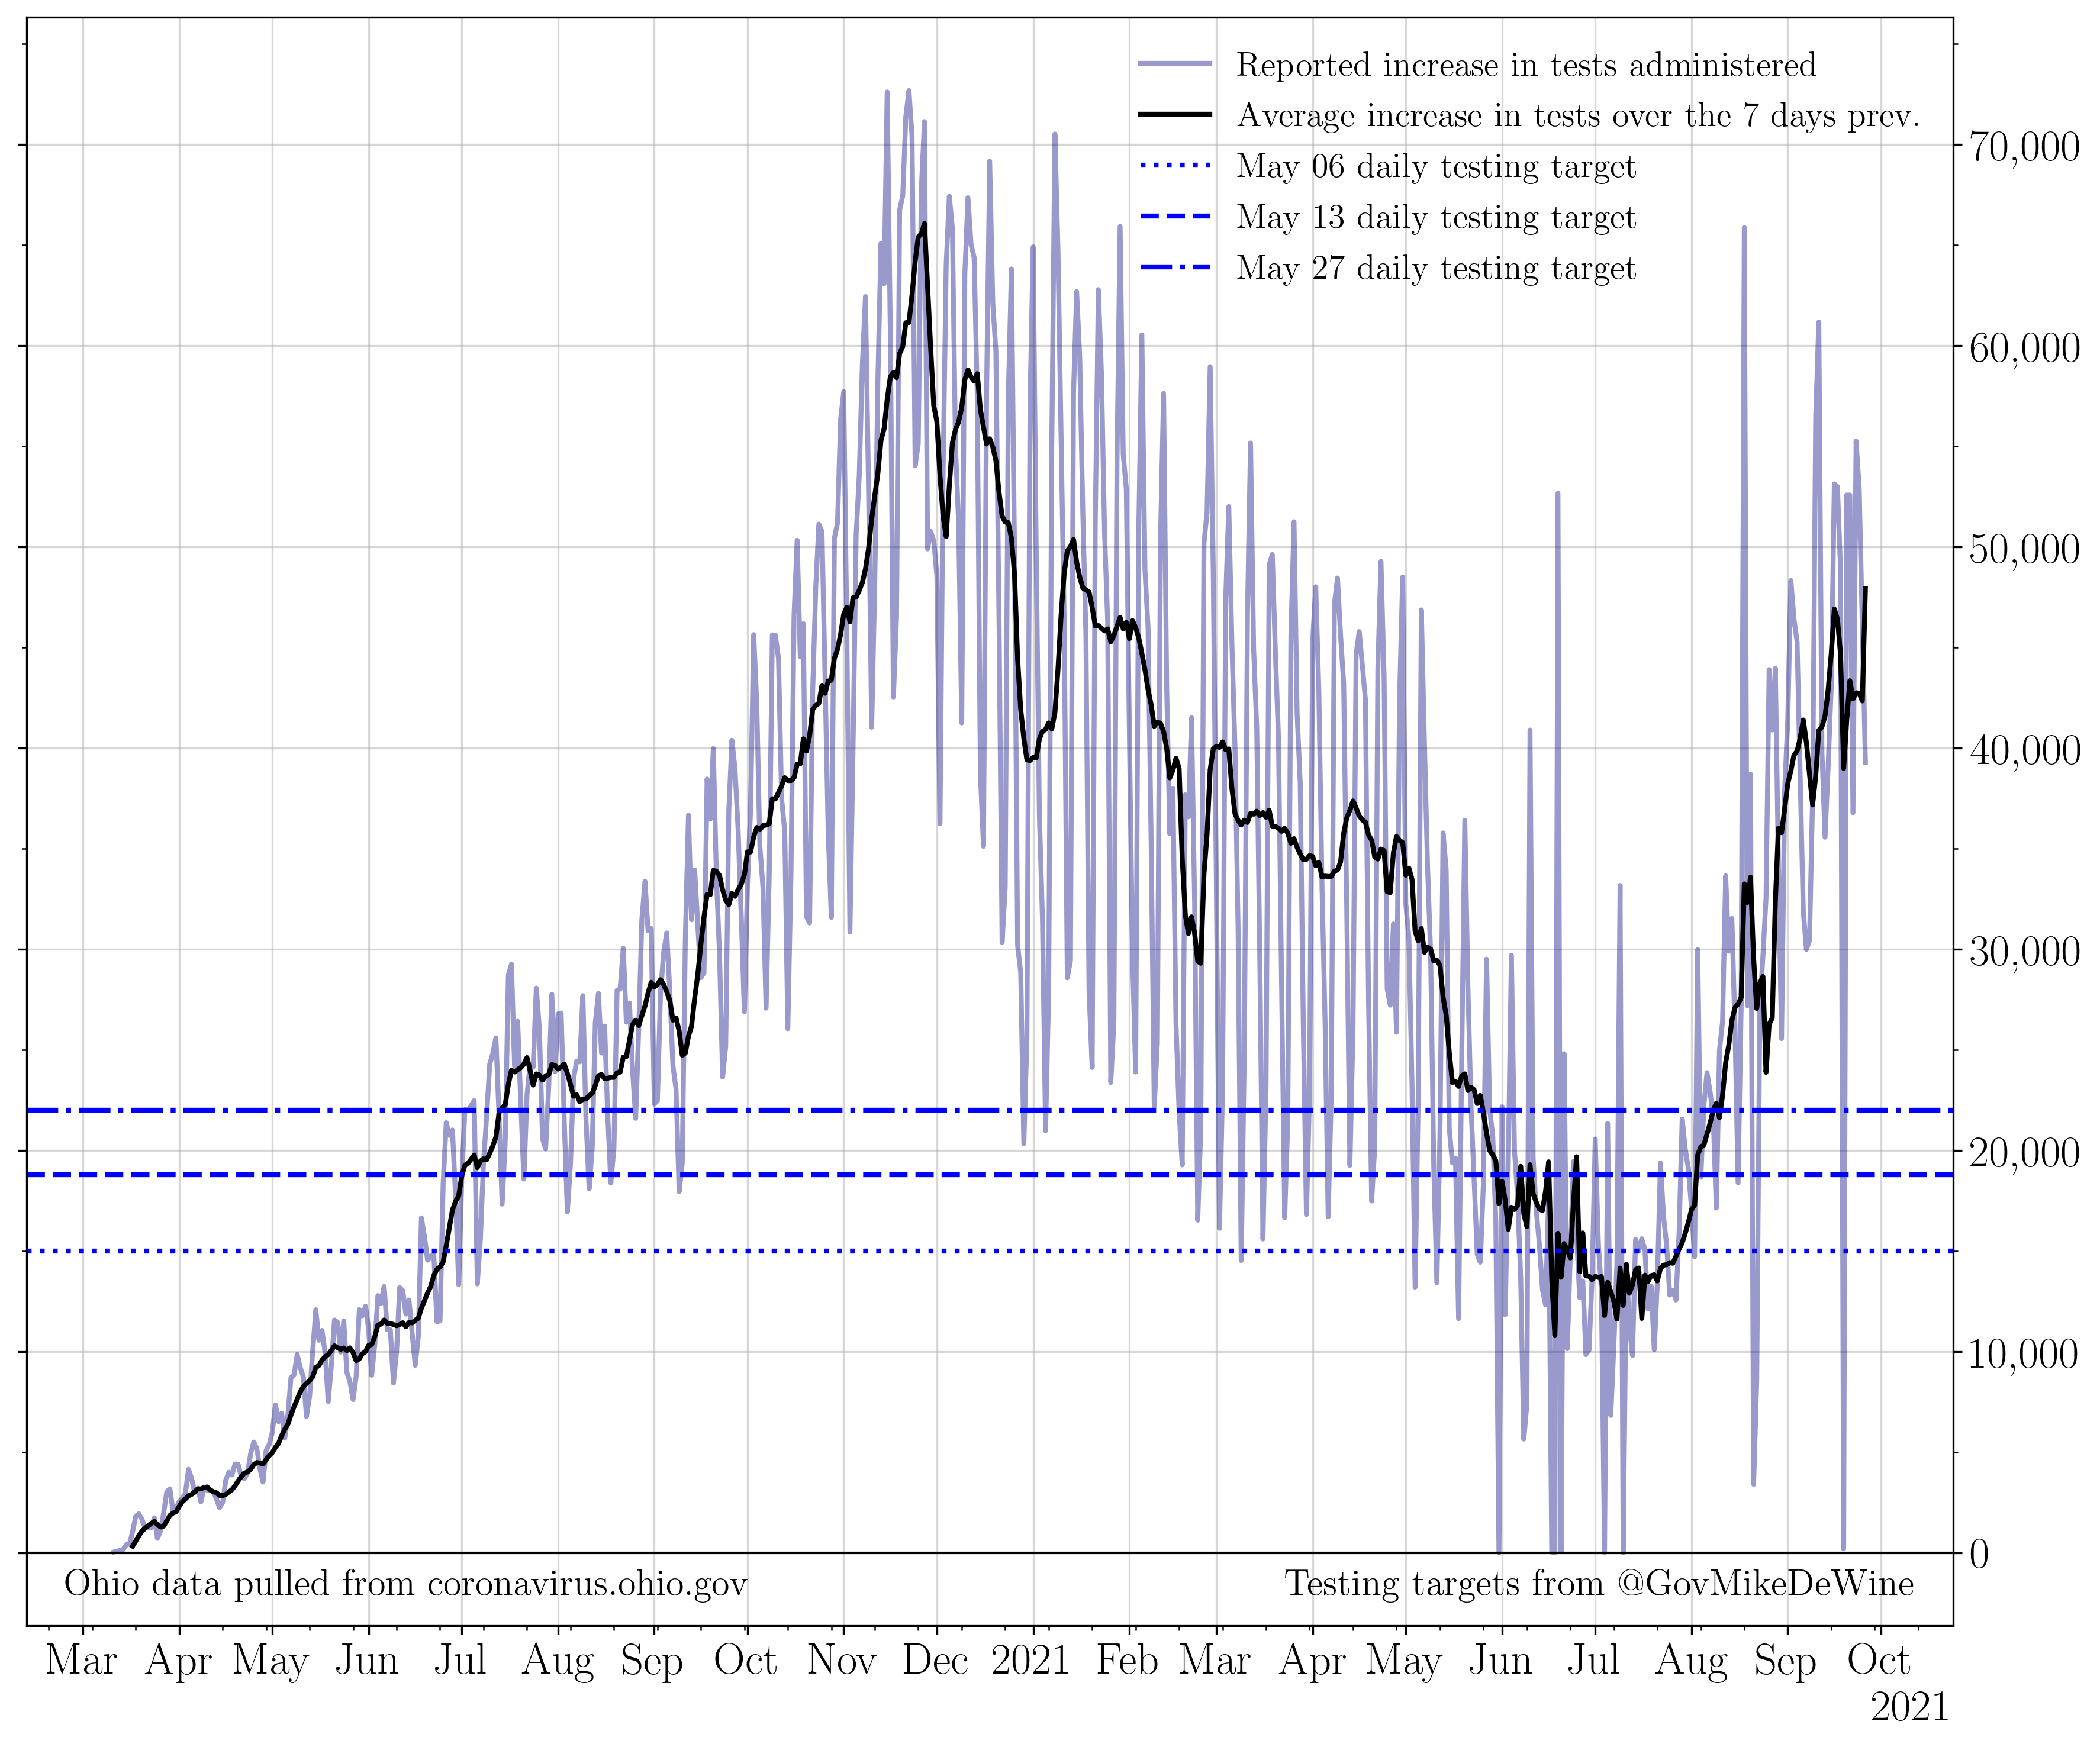 Reported increase in tests administered
Average increase in tests over the 7 days prev.
May 06 daily testing target
May 13 daily testing target
May 27 daily testing target
70,000
60,000
50,000
40,000
30,000
20,000
10,000
0
Ohio data pulled from coronavirus.ohio.gov Testing targets from @GovMikeDeWine
Mar Apr May Jun Jul Aug Sep Oct Nov Dec 2021 Feb Mar Apr May Jun Jul Aug Sep Oct
2021